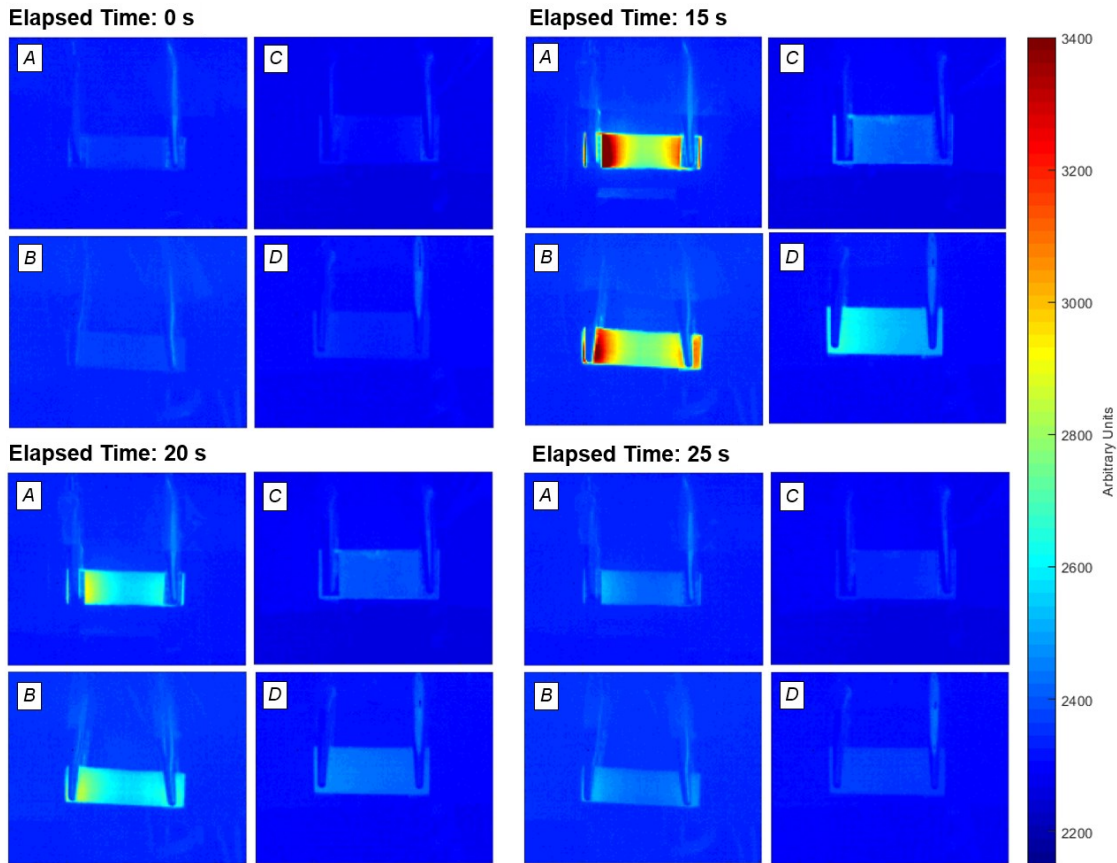 Elapsed Time: 0 s
Elapsed Time: 15 s
A
C
A
C
B
D
B
D
Elapsed Time: 20 s
Elapsed Time: 25 s
A
C
A
C
B
D
B
D
3400
3200
3000
2800
2600
2400
2200
Arbitrary Units